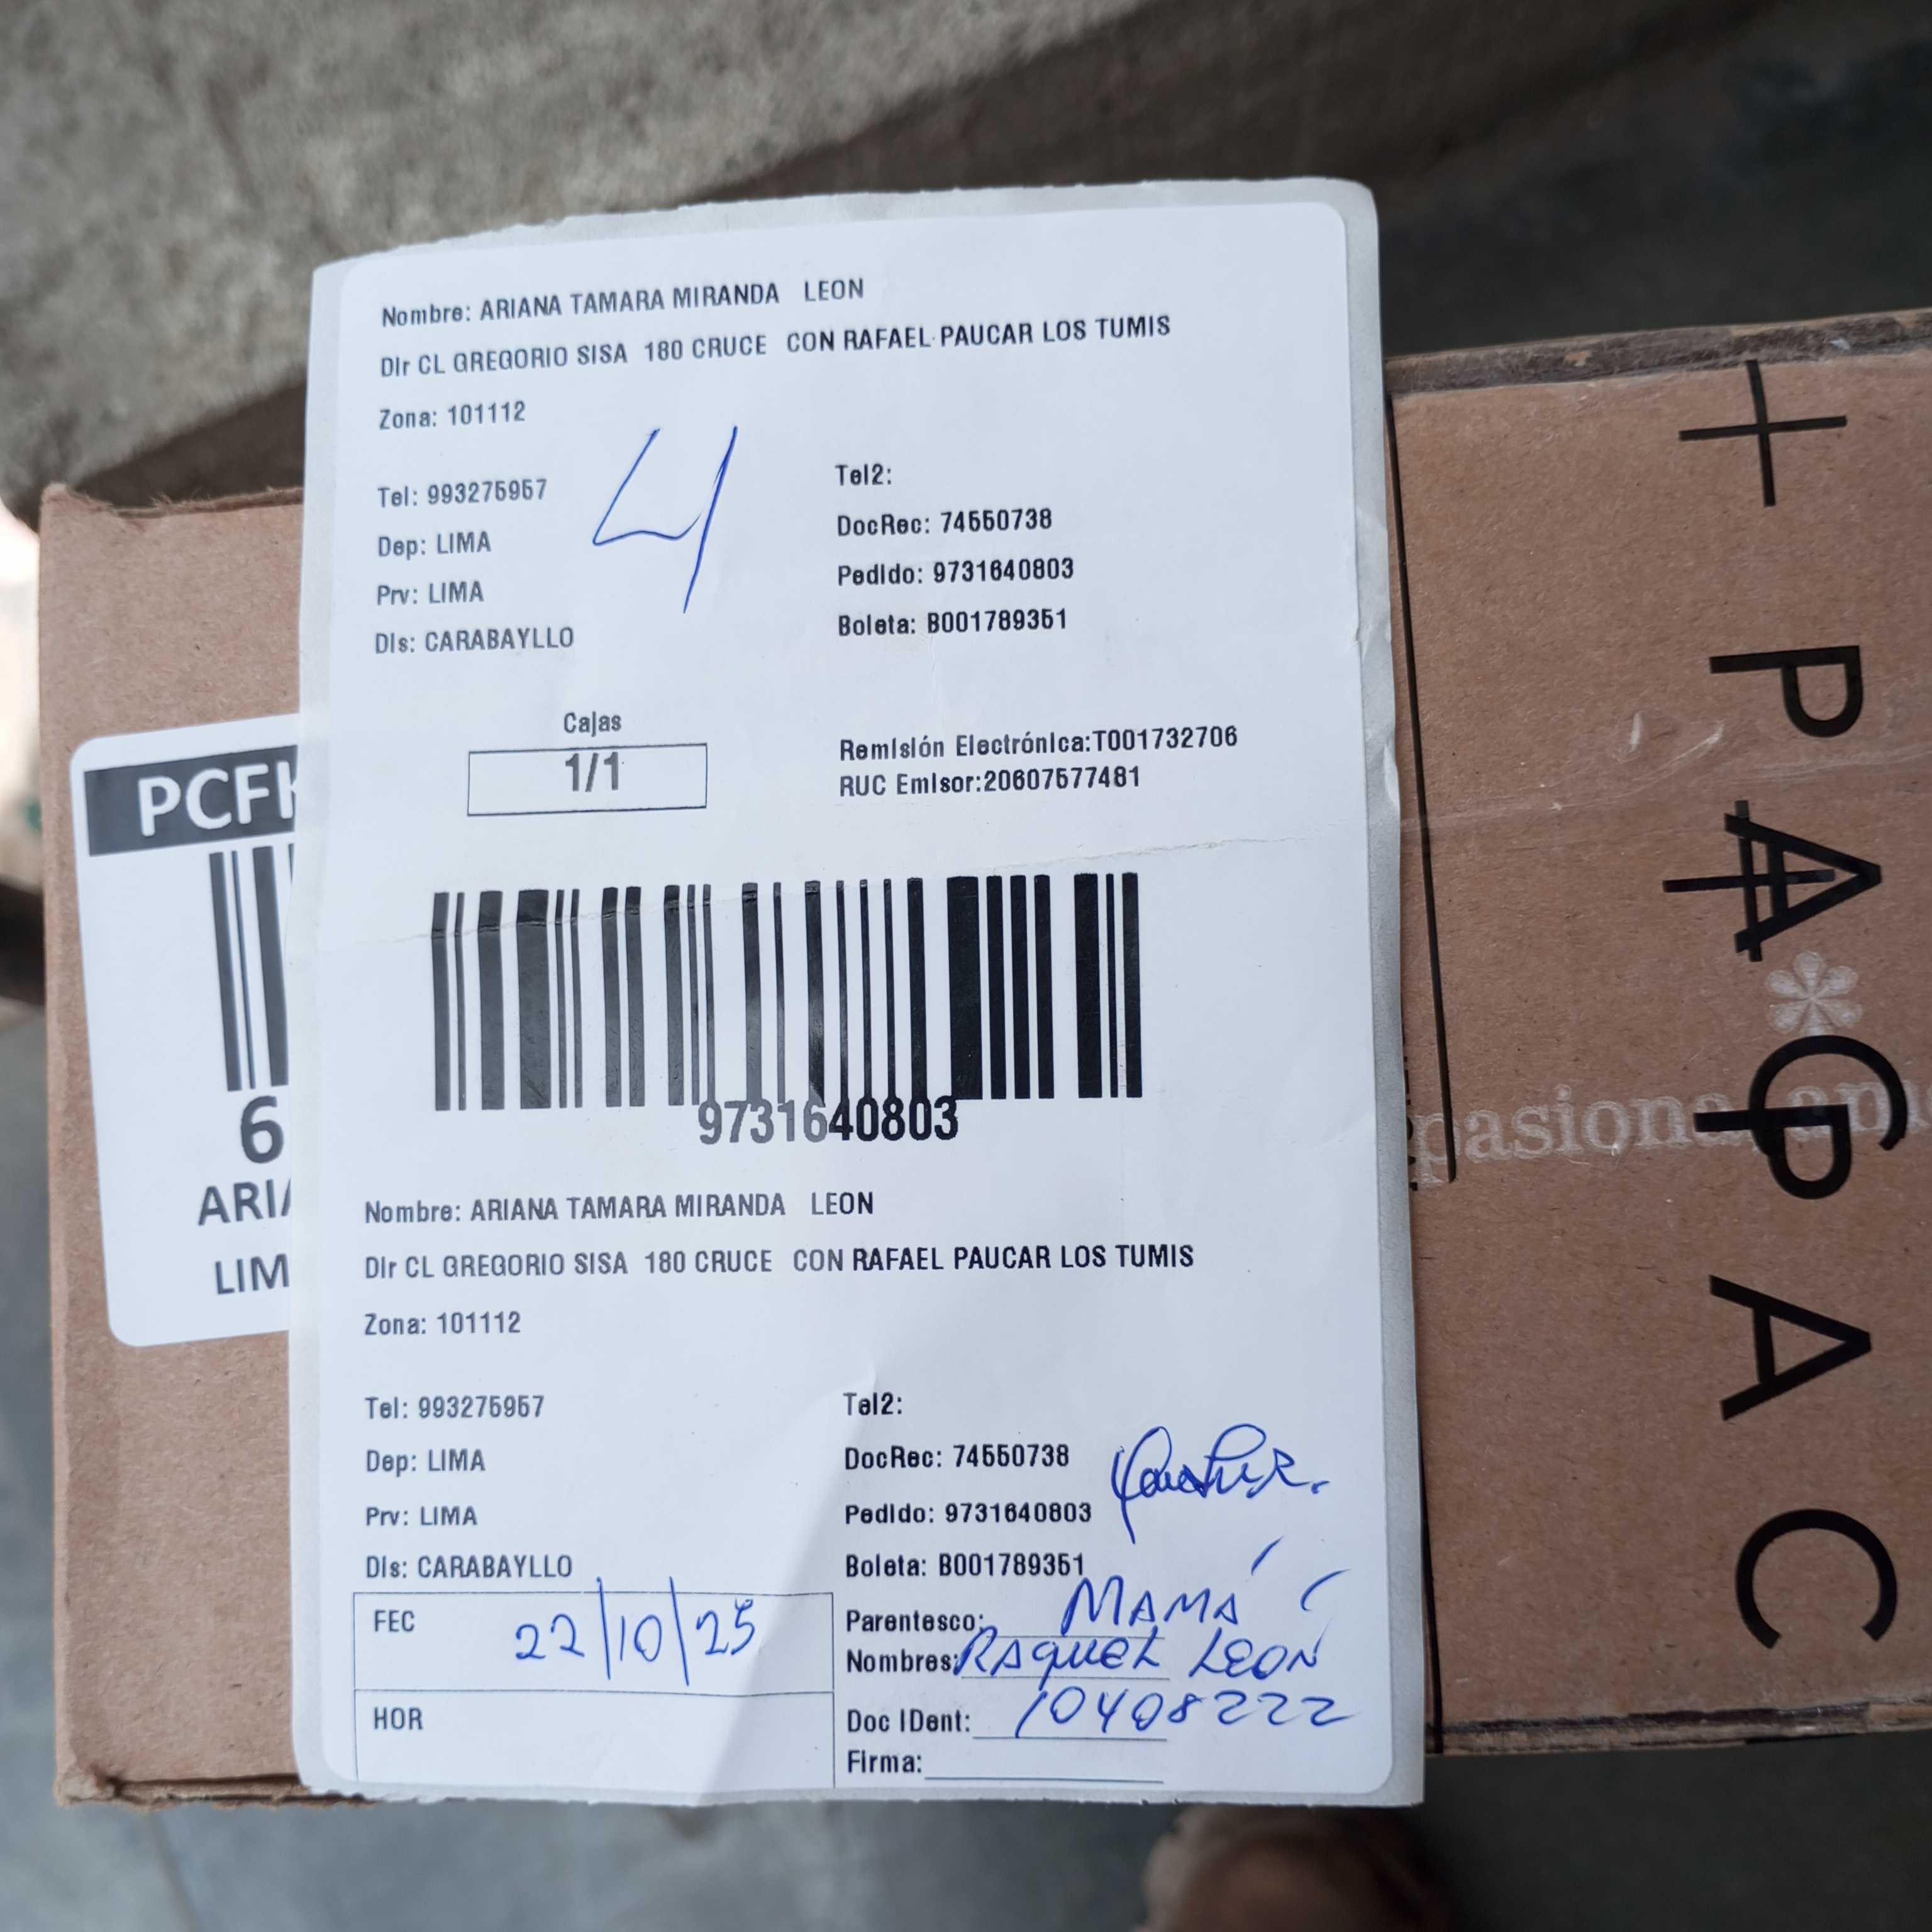 Nombre: ARIANA TAMARA MIRANDA LEON
Dir CL GREGORIO SISA 180 CRUCE CON RAFAEL PAUCAR LOS TUMIS
Zona: 101112
4
Tel: 993275957
Tel2:
Dep: LIMA
DocRec: 74550738
Prv: LIMA
Pedido: 9731640803
Dis: CARABAYLLO
Boleta: B001789351
Cajas
1/1
Remisión Electrónica:T001732706
RUC Emisor:20607577481
9731640803
Nombre: ARIANA TAMARA MIRANDA LEON
Dir CL GREGORIO SISA 180 CRUCE CON RAFAEL PAUCAR LOS TUMIS
Zona: 101112
Tel: 993275957
Tel2:
Dep: LIMA
DocRec: 74550738
Prv: LIMA
Pedido: 9731640803
Dis: CARABAYLLO
Boleta: B001789351
FEC 22/10/25
Parentesco: MAMÁ
Nombres: RAQUEL LEON
HOR
Doc IDent: 10408222
Firma:
PCFK
6
ARIA
LIM
+ PAC
+ PAC
pasiona